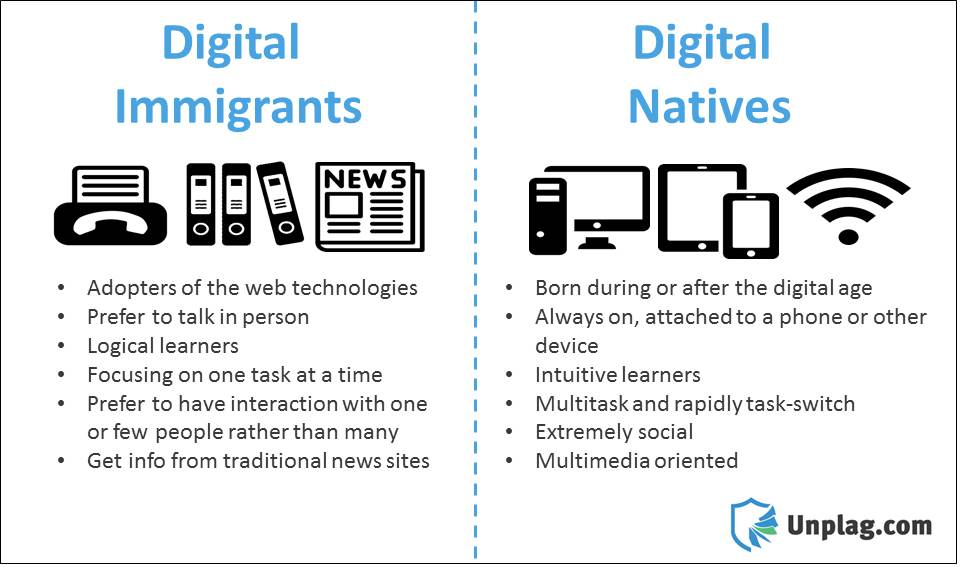 Digital
Immigrants
NEWS
• Adopters of the web technologies
• Prefer to talk in person
• Logical learners
• Focusing on one task at a time
• Prefer to have interaction with one
or few people rather than many
• Get info from traditional news sites
Digital
Natives
• Born during or after the digital age
• Always on, attached to a phone or other
device
• Intuitive learners
• Multitask and rapidly task-switch
• Extremely social
• Multimedia oriented
Unplag.com